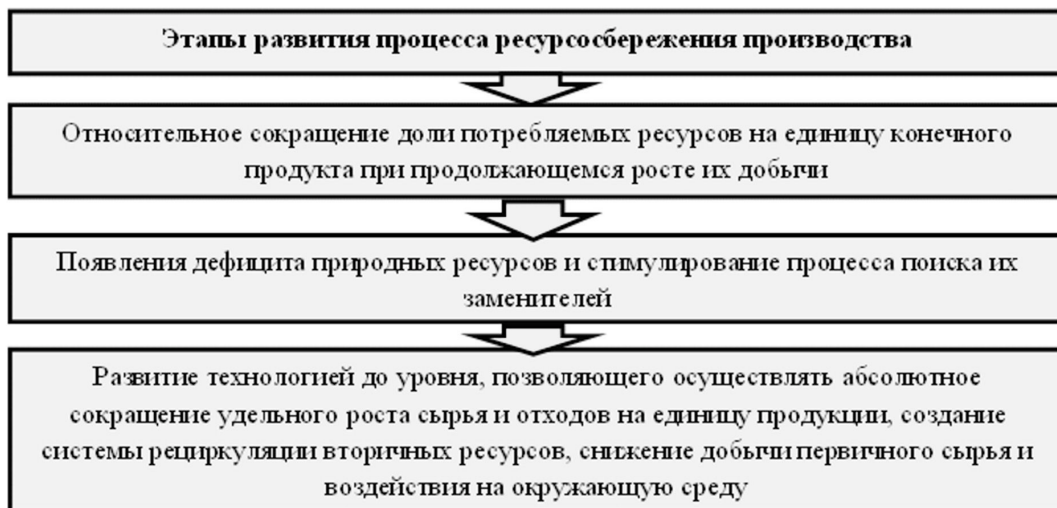 Этапы развития процесса ресурсосбережения производства
Относительное сокращение доли потребляемых ресурсов на единицу конечного
продукта при продолжающемся росте их добычи
Появления дефицита природных ресурсов и стимулирование процесса поиска их
заменителей
Развитие технологией до уровня, позволяющего осуществлять абсолютное
сокращение удельного роста сырья и отходов на единицу продукции, создание
системы рециркуляции вторичных ресурсов, снижение добычи первичного сырья и
воздействия на окружающую среду